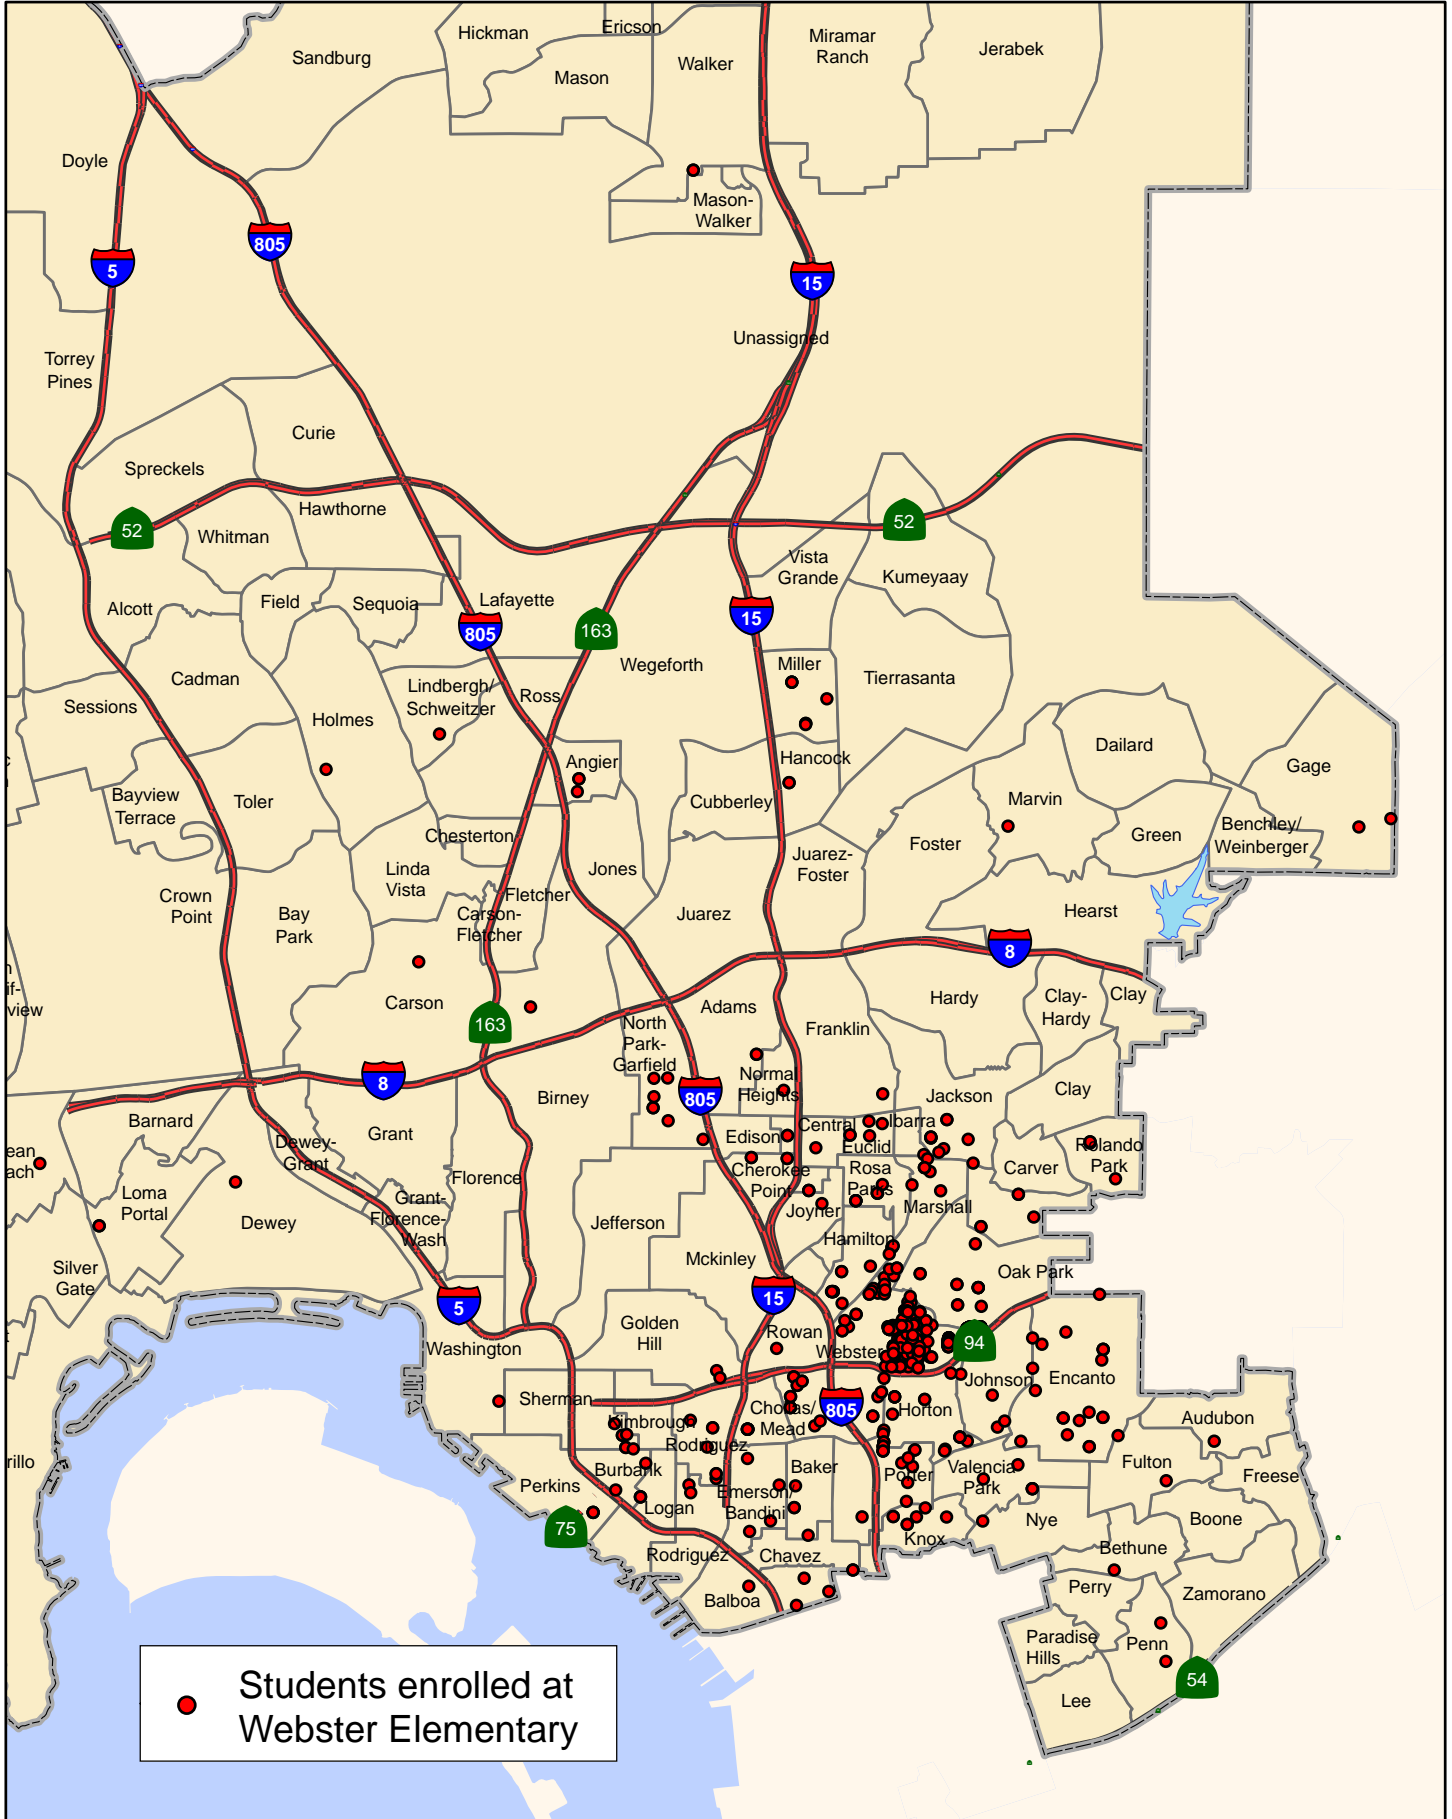 Hickman
Ericson
Sandburg
Mason
Walker
Miramar
Ranch
Jerabek
Doyle
Mason-
Walker
805
5
15
Unassigned
Torrey
Pines
Curie
Spreckels
Hawthorne
52
Whitman
52
Vista
Grande
Kumeyaay
Alcott
Field
Sequoia
Lafayette
805
163
15
Wegeforth
Miller
Tierrasanta
Cadman
Lindbergh/
Schweitzer
Ross
Sessions
Holmes
Angier
Hancock
Dailard
Gage
Bayview
Terrace
Toler
Cubberley
Marvin
Chesterton
Green
Benchley/
Weinberger
Foster
Juarez-
Foster
Linda
Vista
Jones
Fletcher
Crown
Point
Bay
Park
Carson-
Fletcher
Juarez
Hearst
8
Carson
163
Adams
Hardy
Clay-
Hardy
Clay
if-
view
North
Park-
Garfield
Franklin
8
805
Normal
Heights
Birney
Jackson
Clay
Barnard
Grant
Dewey-
Grant
Edison
Central
Ibarra
Euclid
Rolando
Park
ean
ach
Cherokee
Point
Rosa
Parks
Carver
Loma
Portal
Florence
Grant-
Florence-
Wash
Joyner
Marshall
Dewey
Jefferson
Hamilton
Mckinley
Silver
Gate
Oak Park
5
15
Golden
Hill
Rowan
Washington
Webster
94
Johnson
Encanto
Sherman
Kimbrough
Chollas/
Mead
805
Horton
Audubon
Rodriguez
rillo
Burbank
Baker
Porter
Valencia
Park
Fulton
Freese
Perkins
Logan
Emerson/
Bandini
75
Nye
Boone
Knox
Rodriguez
Chavez
Bethune
Balboa
Perry
Zamorano
Paradise
Hills
Penn
54
Lee
Students enrolled at
Webster Elementary